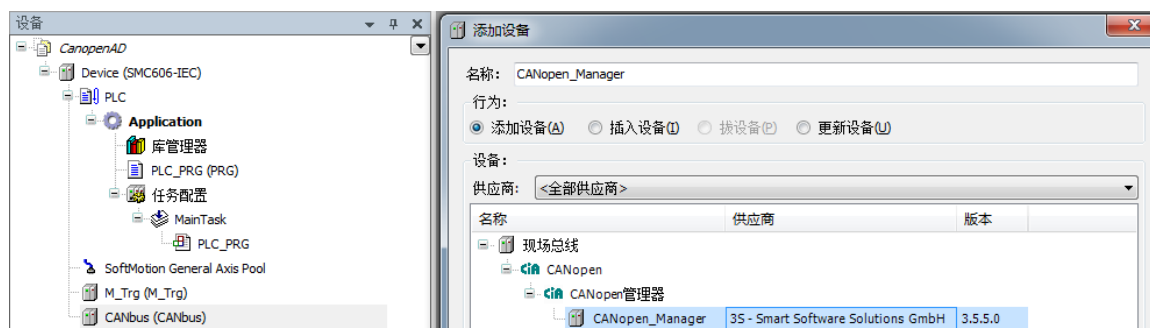 设备
CanopenAD
Device (SMC606-IEC)
PLC
Application
库管理器
PLC_PRG (PRG)
任务配置
MainTask
PLC_PRG
SoftMotion General Axis Pool
M_Trg (M_Trg)
CANbus (CANbus)
添加设备
名称: CANopen_Manager
行为:
添加设备(A) 插入设备(I) 拔设备(P) 更新设备(U)
设备:
供应商: <全部供应商>
名称 供应商 版本
现场总线
CiA CANopen
CiA CANopen管理器
CANopen_Manager 3S - Smart Software Solutions GmbH 3.5.5.0